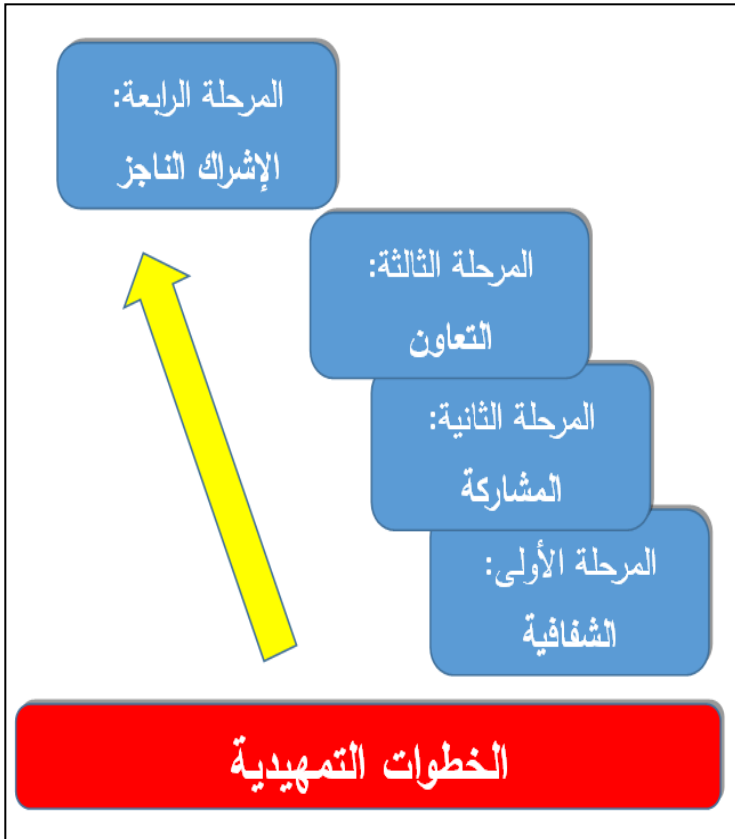 المرحلة الرابعة:
الإشراك الناجز
المرحلة الثالثة:
التعاون
المرحلة الثانية:
المشاركة
المرحلة الأولى:
الشفافية
الخطوات التمهيدية